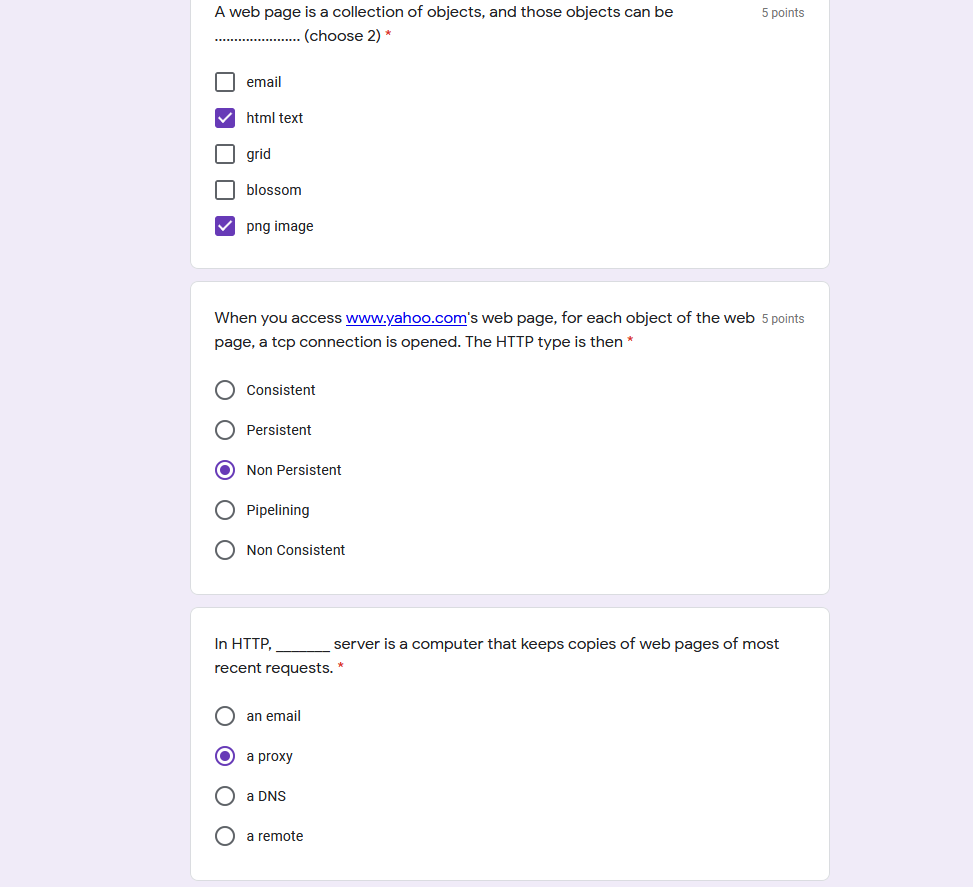 A web page is a collection of objects, and those objects can be 5 points
...................... (choose 2) *
email
html text
grid
blossom
png image
When you access www.yahoo.com's web page, for each object of the web 5 points
page, a tcp connection is opened. The HTTP type is then *
Consistent
Persistent
Non Persistent
Pipelining
Non Consistent
In HTTP, _______ server is a computer that keeps copies of web pages of most
recent requests. *
an email
a proxy
a DNS
a remote